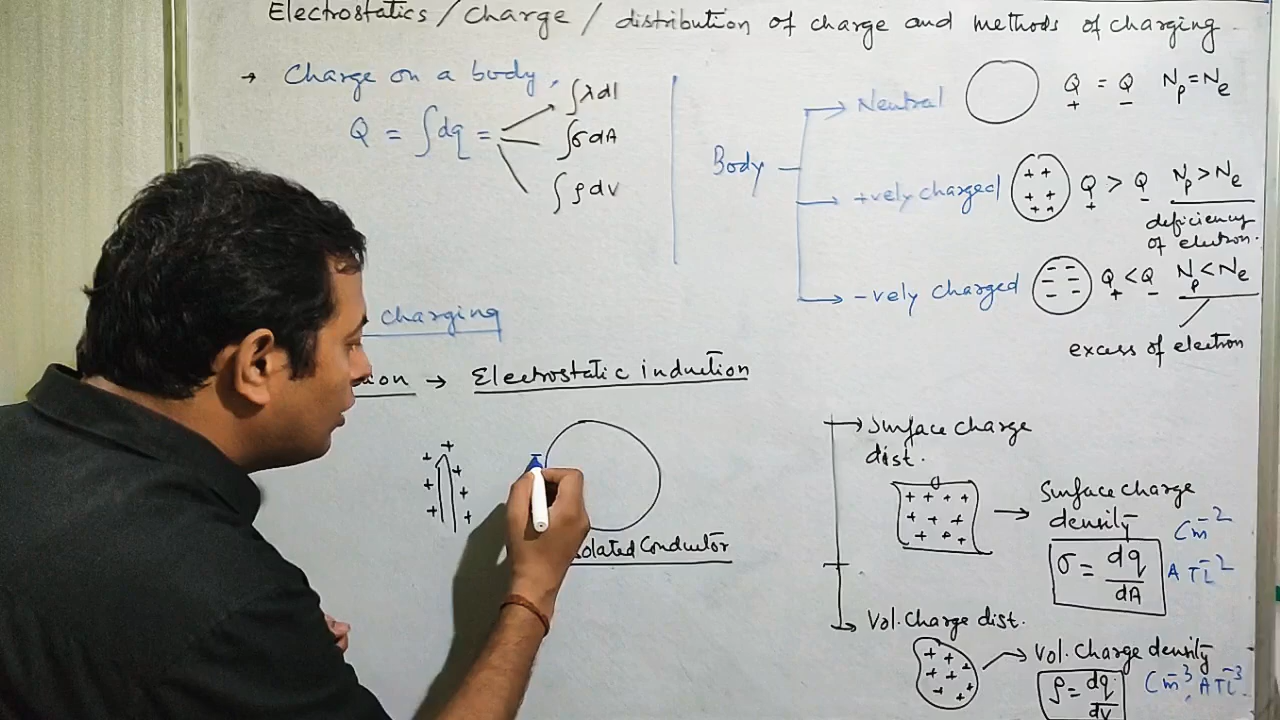 Electrostatics / charge / distribution of charge and methods of charging
→ Charge on a body,
Q = ∫dq =
∫λdl
∫σdA
∫ρdv
charging
→ Electrostatic induction
+ + + + + + +
Conductor
Body
Neutral Q+ = Q- Np = Ne
+vely charged + + + + + + Q+ > Q- Np > Ne
deficiency
of electron.
-vely charged - - - - - - Q+ < Q- Np < Ne
excess of electron
Surface charge
dist.
+ + + + + + + + + +
→ Surface charge
density
Cm-2
σ = dq/dA
ATL-2
Vol. Charge dist.
+ + + + + + + +
→ Vol. Charge density
ρ = dq/dv
Cm-3, ATL-3